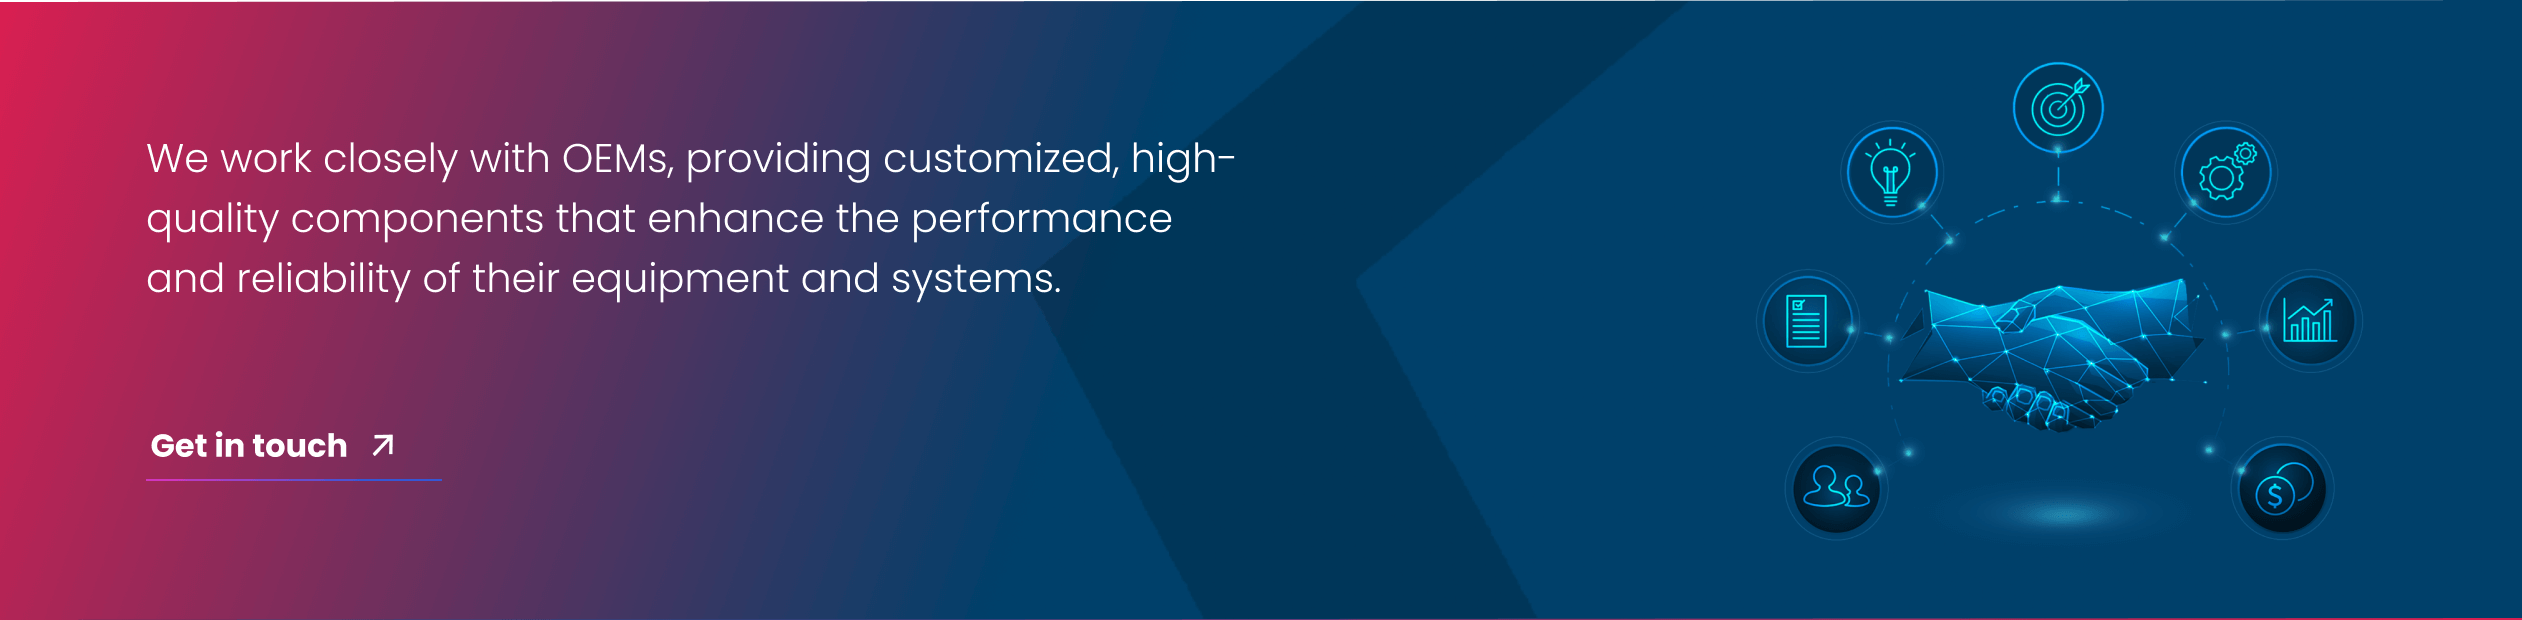 We work closely with OEMs, providing customized, high-
quality components that enhance the performance
and reliability of their equipment and systems.
Get in touch
$